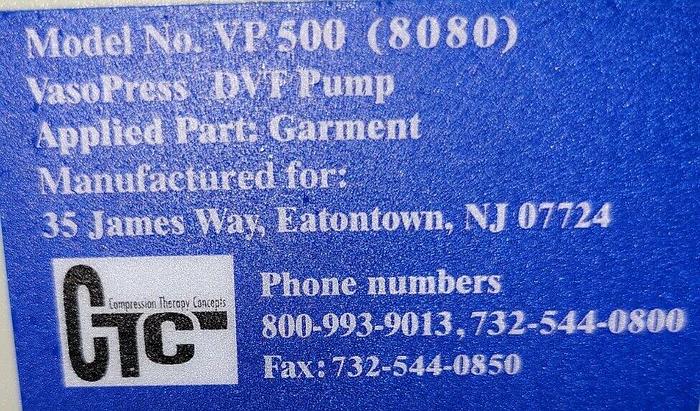 Model No. VP 500 (8080)
VasoPress DVT Pump
Applied Part: Garment
Manufactured for:
35 James Way, Eatontown, NJ 07724
CTC
Compression Therapy Concepts
Phone numbers
800-993-9013, 732-544-0800
Fax: 732-544-0850